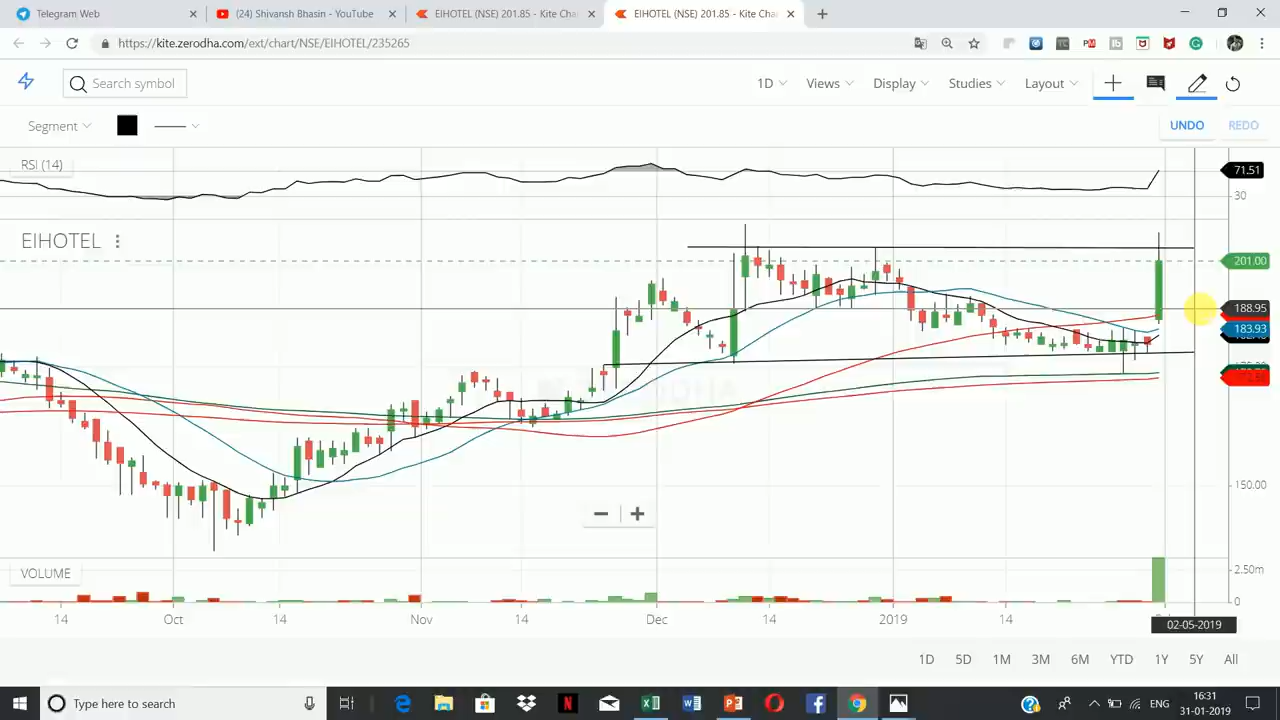 Telegram Web
(24) Shivansh Bhasin - YouTube
EIHOTEL (NSE) 201.85 - Kite Cha
EIHOTEL (NSE) 201.85 - Kite Cha
https://kite.zerodha.com/ext/chart/NSE/EIHOTEL/235265
Search symbol
1D
Views
Display
Studies
Layout
Segment
UNDO
REDO
RSI (14)
71.51
30
EIHOTEL
201.00
188.95
183.93
150.00
VOLUME
2.50m
0
14
Oct
14
Nov
14
Dec
14
2019
14
02-05-2019
1D
5D
1M
3M
6M
YTD
1Y
5Y
All
Type here to search
ENG
16:31
31-01-2019